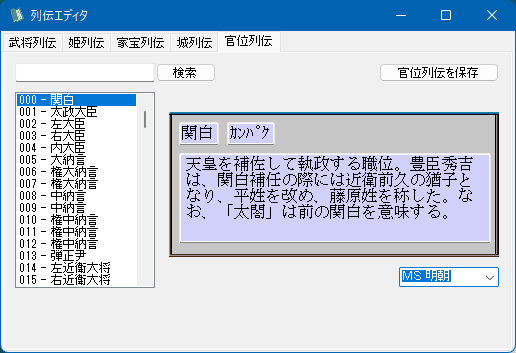 列伝エディタ
武将列伝 姫列伝 家宝列伝 城列伝 官位列伝
検索 官位列伝を保存
000 - 関白
001 - 太政大臣
002 - 左大臣
003 - 右大臣
004 - 内大臣
005 - 大納言
006 - 権大納言
007 - 権大納言
008 - 中納言
009 - 中納言
010 - 権中納言
011 - 権中納言
012 - 権中納言
013 - 弾正尹
014 - 左近衛大将
015 - 右近衛大将
関白 ｶﾝﾊﾟｸ
天皇を補佐して執政する職位。豊臣秀吉
は、関白補任の際には近衛前久の猶子と
なり、平姓を改め、藤原姓を称した。な
お、「太閤」は前の関白を意味する。
MS 明朝